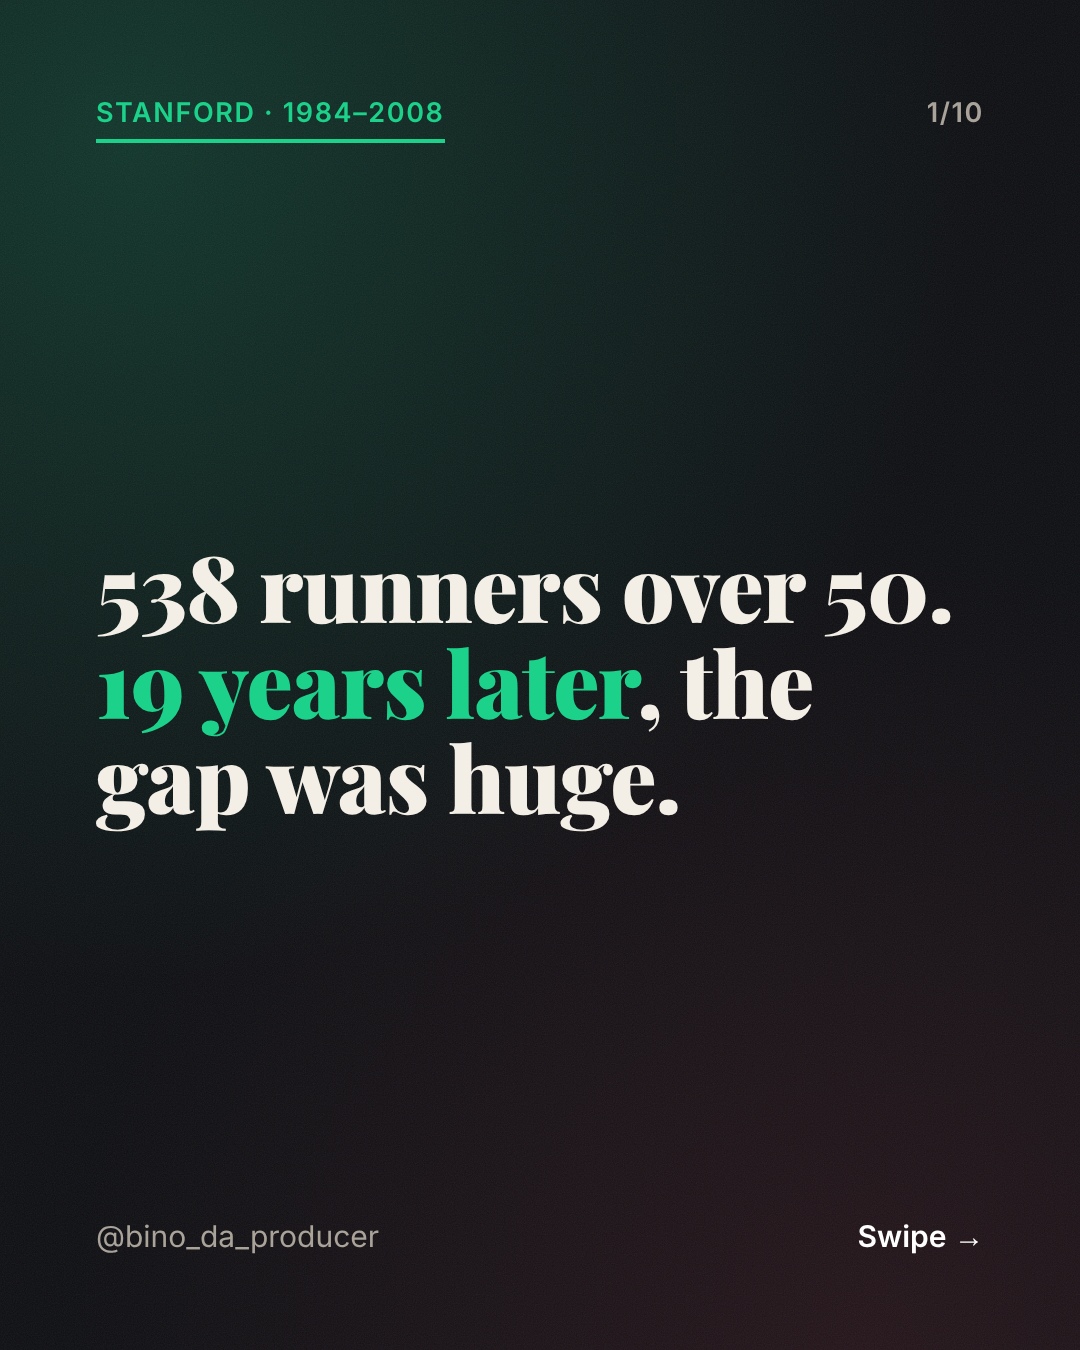 STANFORD · 1984–2008
1/10
538 runners over 50.
19 years later, the
gap was huge.
@bino_da_producer
Swipe →